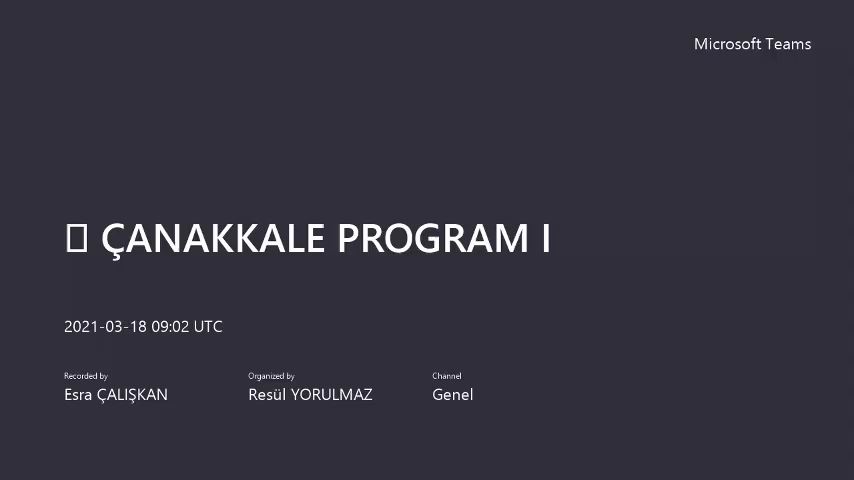 Microsoft Teams
ÇANAKKALE PROGRAM I
2021-03-18 09:02 UTC
Recorded by
Esra ÇALIŞKAN
Organized by
Resül YORULMAZ
Channel
Genel